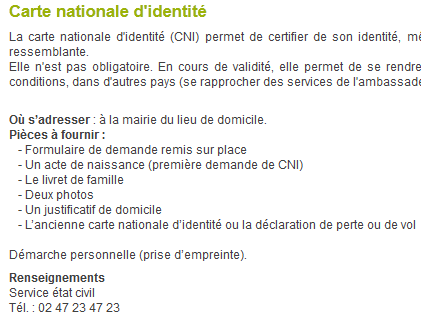 Carte nationale d'identité
La carte nationale d'identité (CNI) permet de certifier de son identité,
ressemblante.
Elle n'est pas obligatoire. En cours de validité, elle permet de se rendre
conditions, dans d'autres pays (se rapprocher des services de l'ambassade
Où s’adresser : à la mairie du lieu de domicile.
Pièces à fournir :
- Formulaire de demande remis sur place
- Un acte de naissance (première demande de CNI)
- Le livret de famille
- Deux photos
- Un justificatif de domicile
- L’ancienne carte nationale d’identité ou la déclaration de perte ou de vol
Démarche personnelle (prise d’empreinte).
Renseignements
Service état civil
Tél. : 02 47 23 47 23